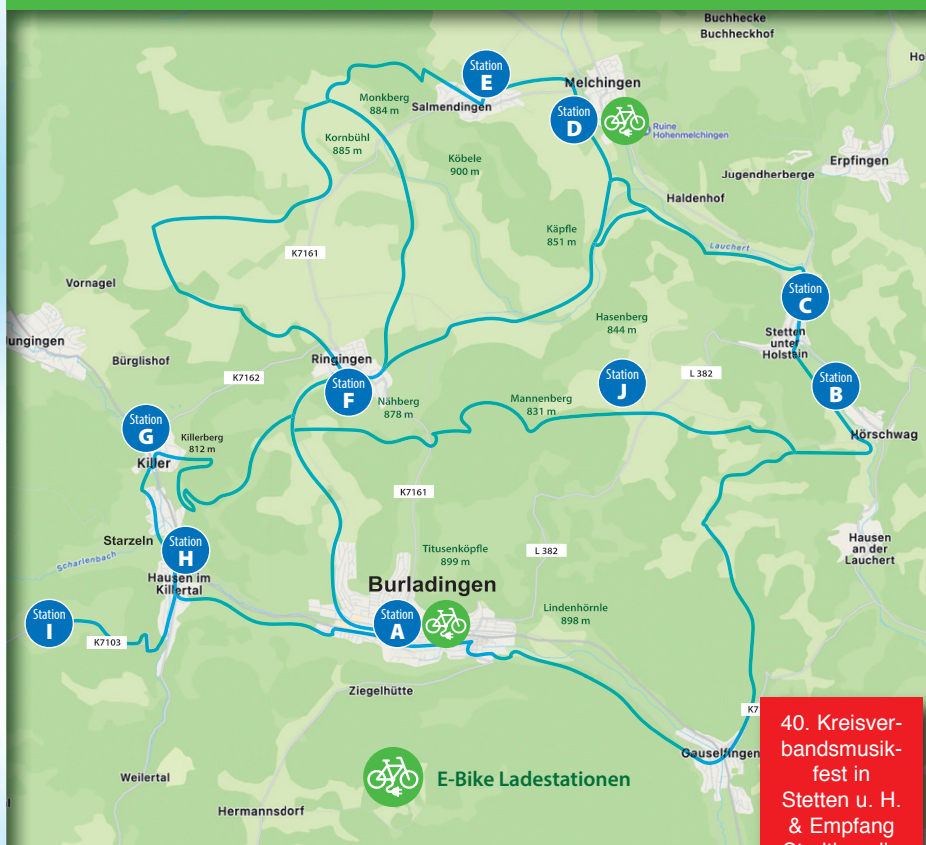 Buchhecke
Buchheckhof
Ho
Station
E
Melchingen
Monkberg
884 m
Salmendingen
Station
D
Ruine
Hohenmelchingen
Kornbühl
885 m
Köbele
900 m
Erpfingen
Jugendherberge
Haldenhof
Käpfle
851 m
Lauchert
K7161
Vornagel
Station
C
Hasenberg
844 m
Stetten
unter
Holstain
Jungingen
Bürglishof
Ringingen
K7162
Station
F
Station
J
L 382
Station
B
Nähberg
878 m
Mannenberg
831 m
Station
G
Killerberg
812 m
Killer
Hörschwag
K7161
Starzeln
Scharlenbach
Station
H
Hausen im
Killertal
Titusenköpfle
899 m
L 382
Hausen
an der
Lauchert
Burladingen
Station
I
K7103
Station
A
Lindenhörnle
898 m
Ziegelhütte
K7
Gauselfingen
Weilertal
E-Bike Ladestationen
Hermannsdorf
40. Kreisver-
bandsmusik-
fest in
Stetten u. H.
& Empfang